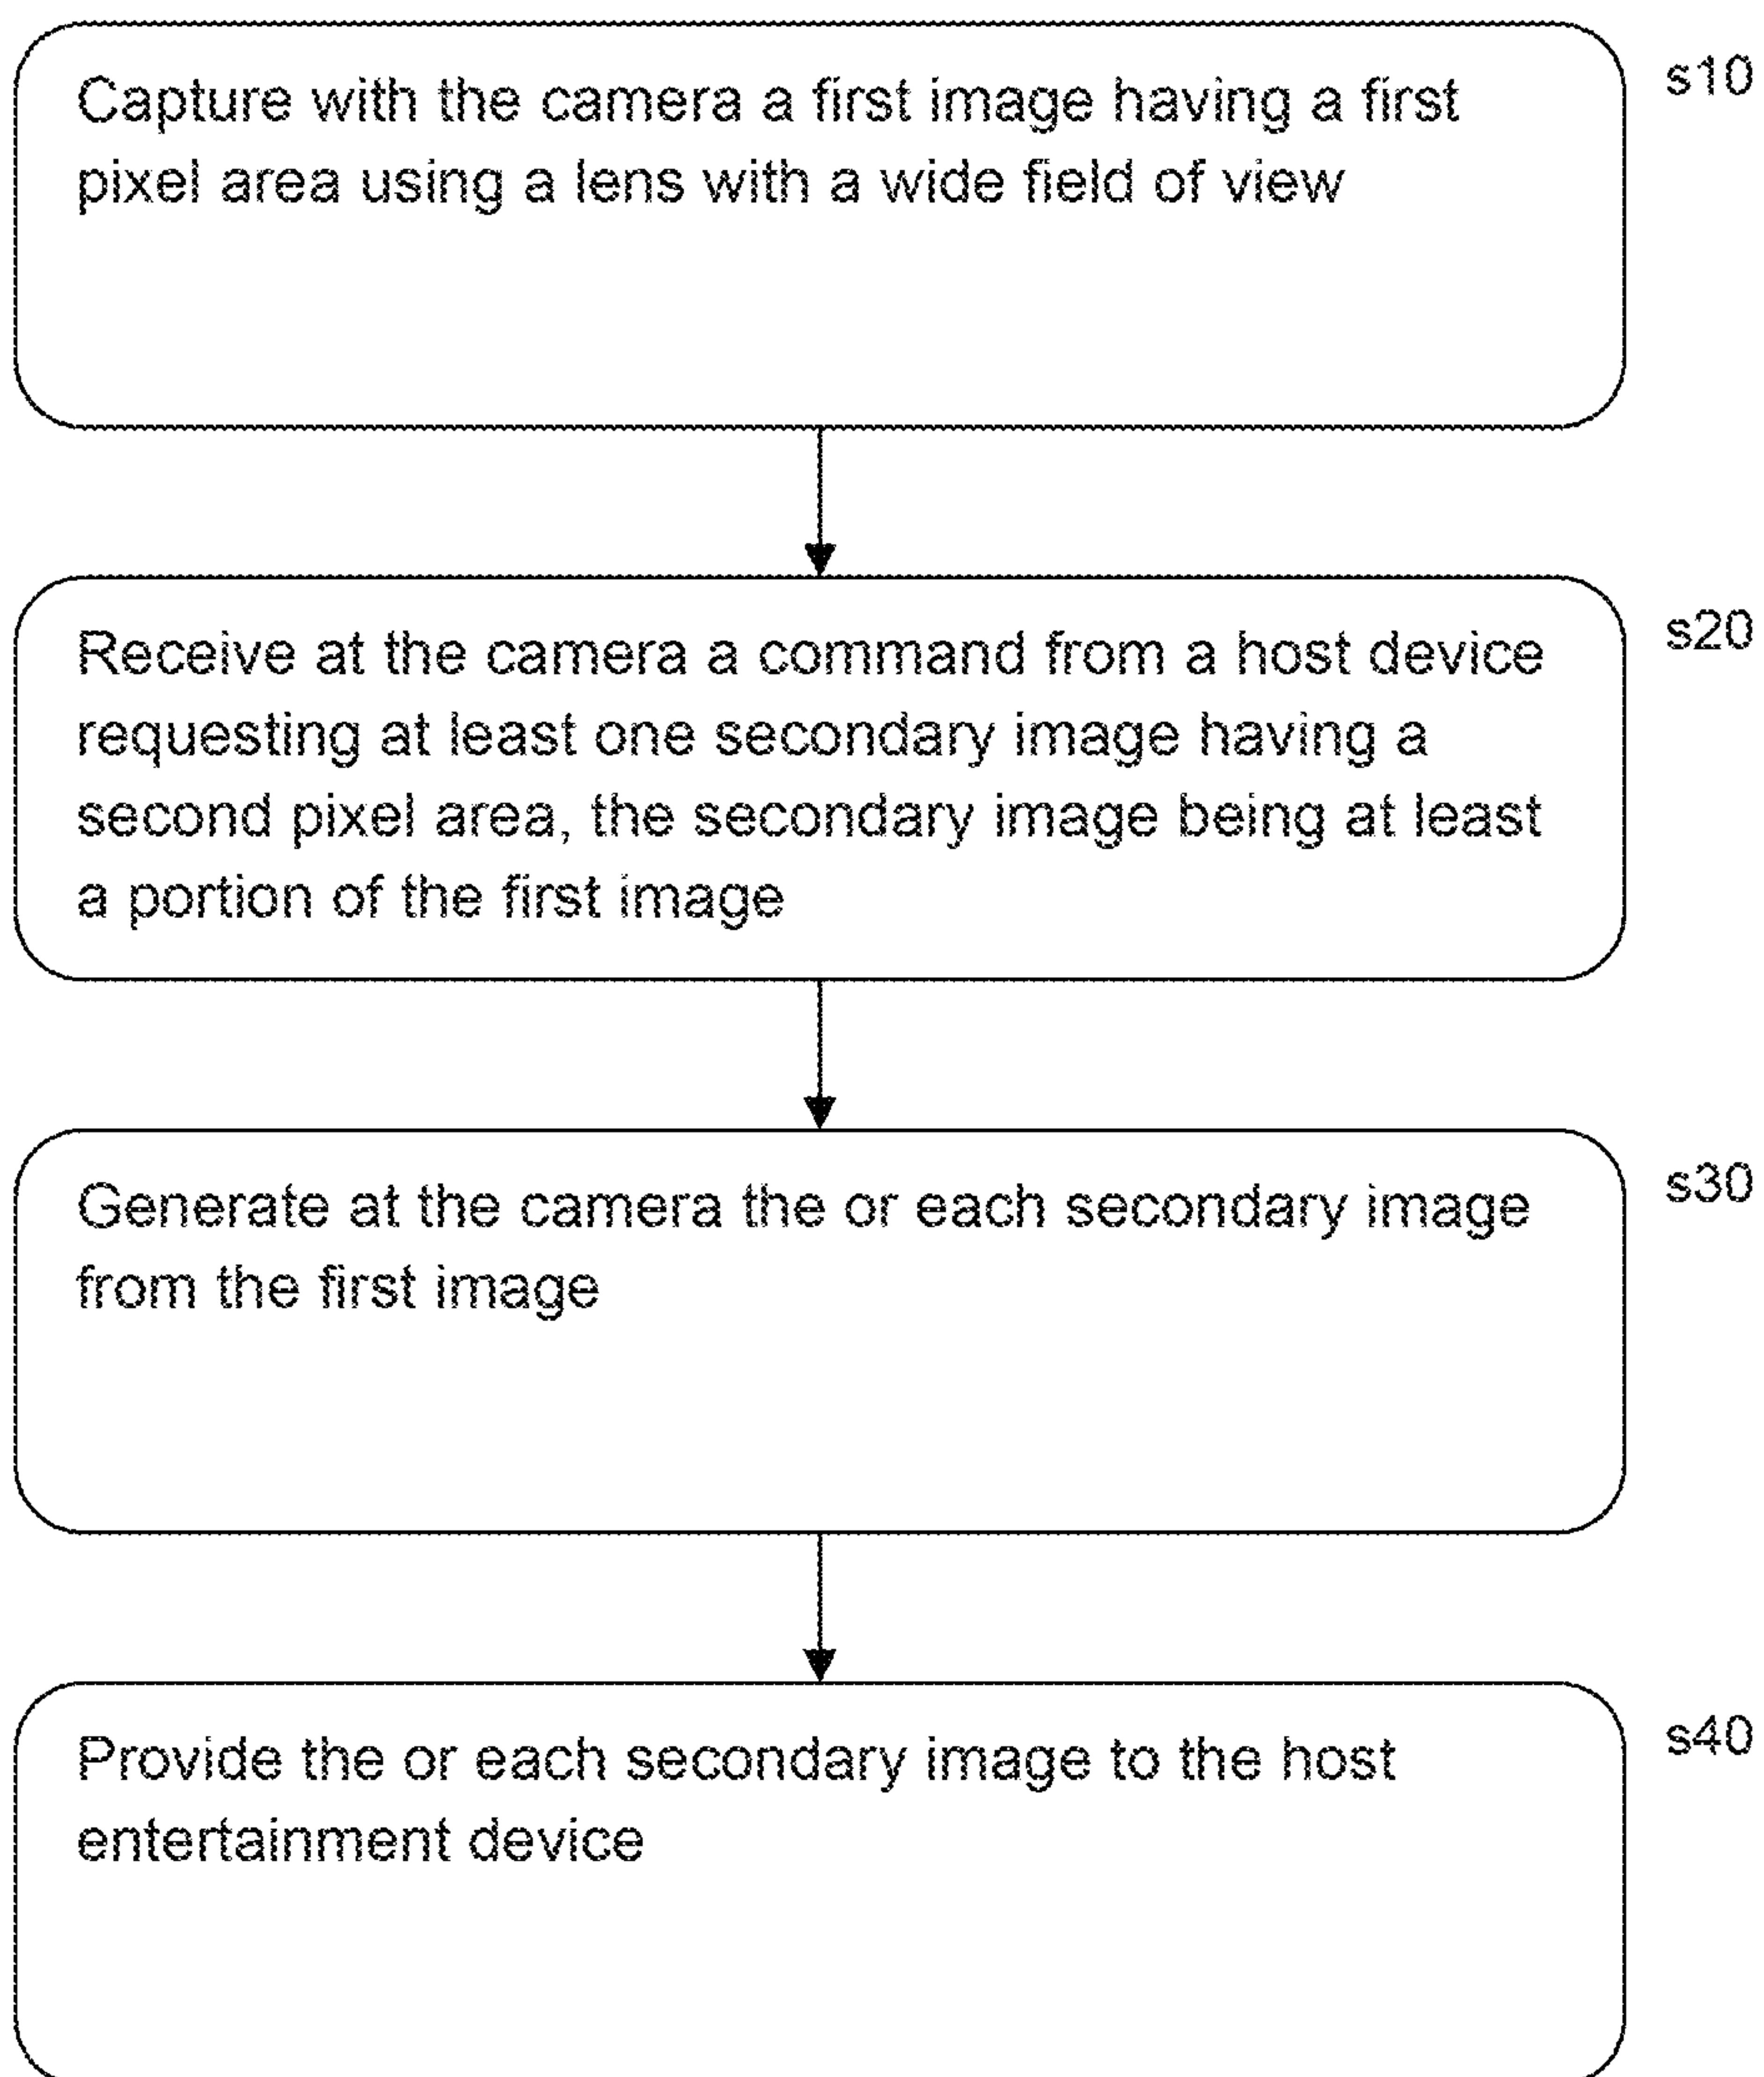 Capture with the camera a first image having a first
pixel area using a lens with a wide field of view
s10
Receive at the camera a command from a host device
requesting at least one secondary image having a
second pixel area, the secondary image being at least
a portion of the first image
s20
Generate at the camera the or each secondary image
from the first image
s30
Provide the or each secondary image to the host
entertainment device
s40